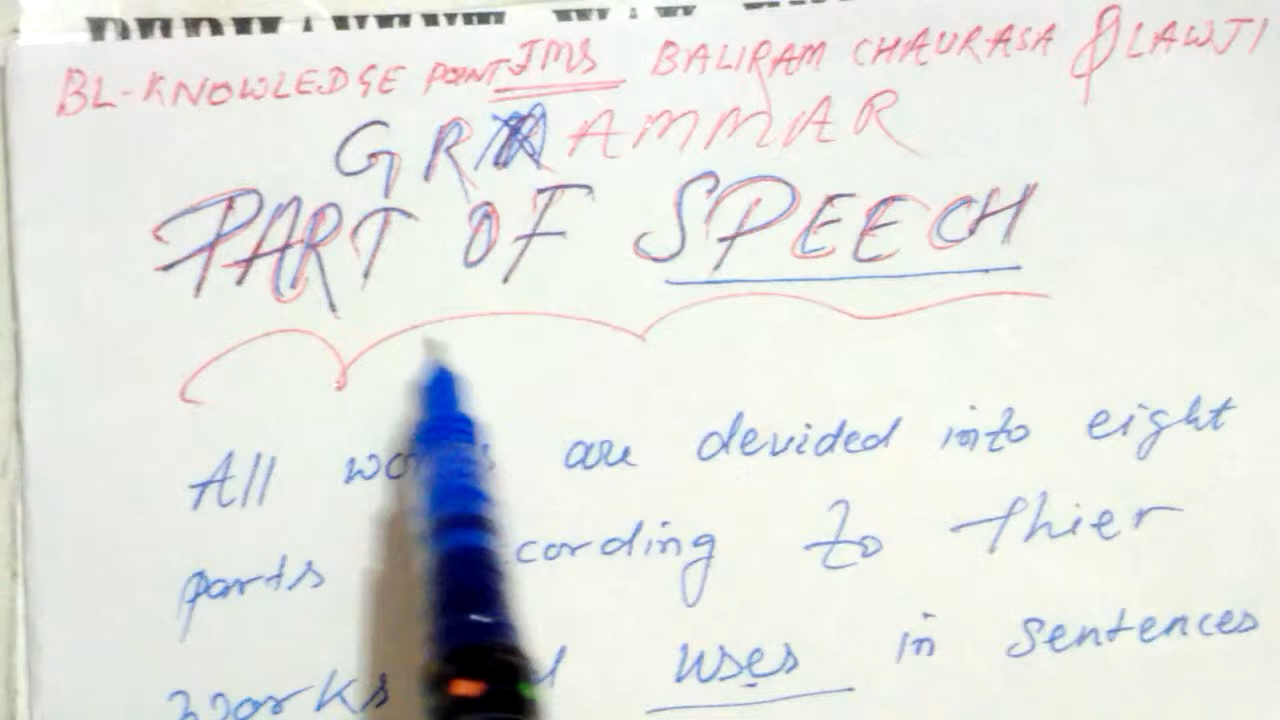 BL-KNOWLEDGE POINT JMS BALIRAM CHAURASA LAWJI
GRAMMAR
PART OF SPEECH
All are devided into eight
parts cording to thier
works uses in sentences